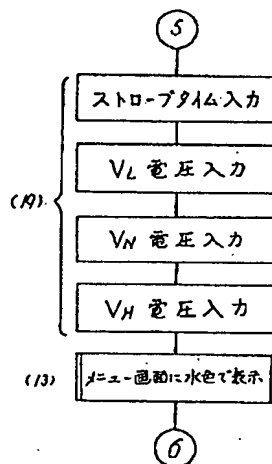 5
ストローブタイム入力
VL 電圧入力
VN 電圧入力
VH 電圧入力
(19)
(13)
メニュー画面に水色で表示
6